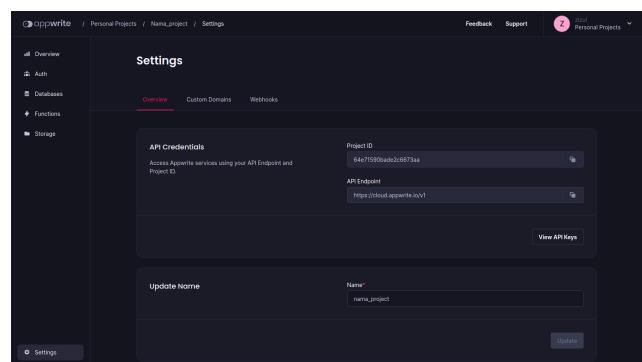 appwrite / Personal Projects / Nama_project / Settings
Feedback Support
Z zizul
Personal Projects
Overview
Auth
Databases
Functions
Storage
Settings
Settings
Overview Custom Domains Webhooks
API Credentials
Access Appwrite services using your API Endpoint and
Project ID.
Project ID
64e71590bade2c6673aa
API Endpoint
https://cloud.appwrite.io/v1
View API Keys
Update Name
Name*
nama_project
Update